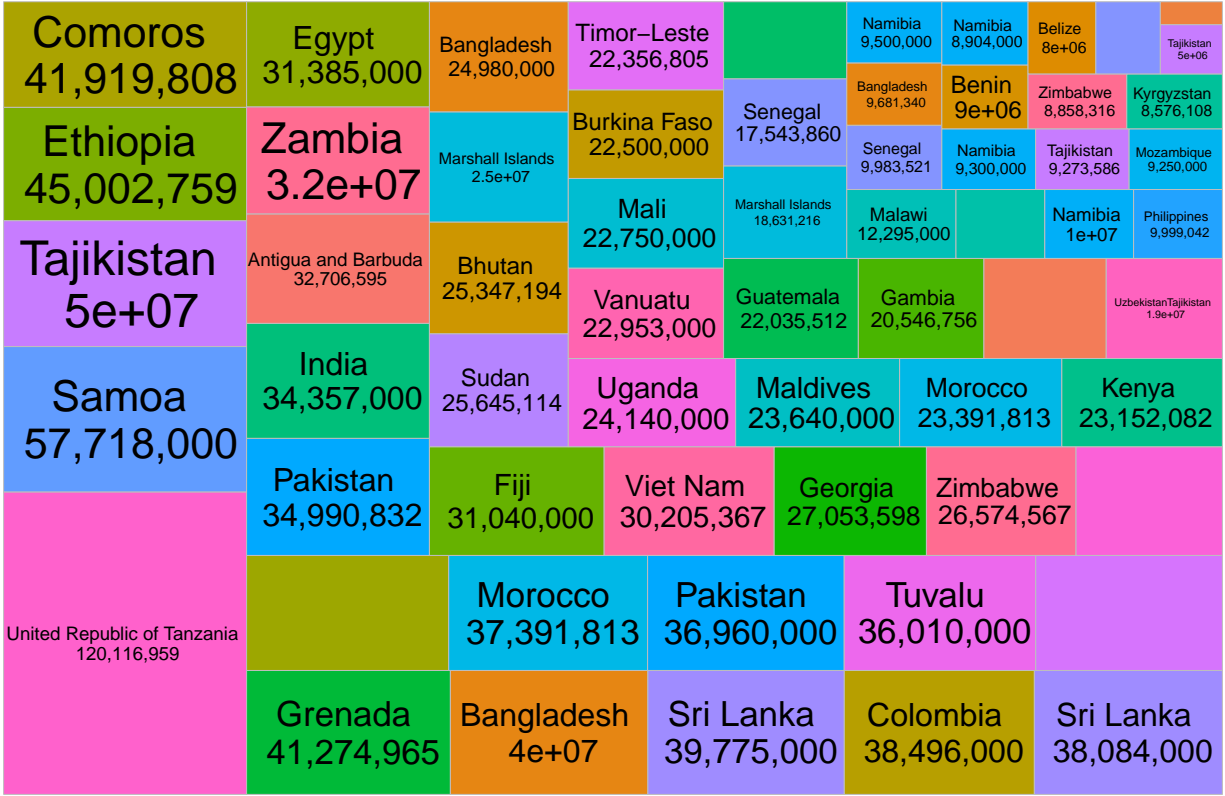 Comoros
41,919,808
Ethiopia
45,002,759
Tajikistan
5e+07
Samoa
57,718,000
United Republic of Tanzania
120,116,959
Egypt
31,385,000
Zambia
3.2e+07
Antigua and Barbuda
32,706,595
India
34,357,000
Pakistan
34,990,832
Bangladesh
24,980,000
Marshall Islands
2.5e+07
Bhutan
25,347,194
Sudan
25,645,114
Timor−Leste
22,356,805
Burkina Faso
22,500,000
Mali
22,750,000
Vanuatu
22,953,000
Senegal
17,543,860
Marshall Islands
18,631,216
Guatemala
22,035,512
Gambia
20,546,756
UzbekistanTajikistan
1.9e+07
Namibia
9,500,000
Namibia
8,904,000
Belize
8e+06
Tajikistan
5e+06
Bangladesh
9,681,340
Benin
9e+06
Zimbabwe
8,858,316
Kyrgyzstan
8,576,108
Senegal
9,983,521
Namibia
9,300,000
Tajikistan
9,273,586
Mozambique
9,250,000
Malawi
12,295,000
Namibia
1e+07
Philippines
9,999,042
Uganda
24,140,000
Maldives
23,640,000
Morocco
23,391,813
Kenya
23,152,082
Fiji
31,040,000
Viet Nam
30,205,367
Georgia
27,053,598
Zimbabwe
26,574,567
Morocco
37,391,813
Pakistan
36,960,000
Tuvalu
36,010,000
Grenada
41,274,965
Bangladesh
4e+07
Sri Lanka
39,775,000
Colombia
38,496,000
Sri Lanka
38,084,000